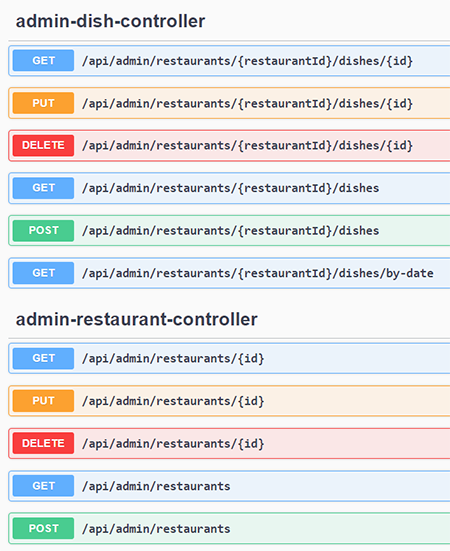 admin-dish-controller
GET /api/admin/restaurants/{restaurantId}/dishes/{id}
PUT /api/admin/restaurants/{restaurantId}/dishes/{id}
DELETE /api/admin/restaurants/{restaurantId}/dishes/{id}
GET /api/admin/restaurants/{restaurantId}/dishes
POST /api/admin/restaurants/{restaurantId}/dishes
GET /api/admin/restaurants/{restaurantId}/dishes/by-date
admin-restaurant-controller
GET /api/admin/restaurants/{id}
PUT /api/admin/restaurants/{id}
DELETE /api/admin/restaurants/{id}
GET /api/admin/restaurants
POST /api/admin/restaurants